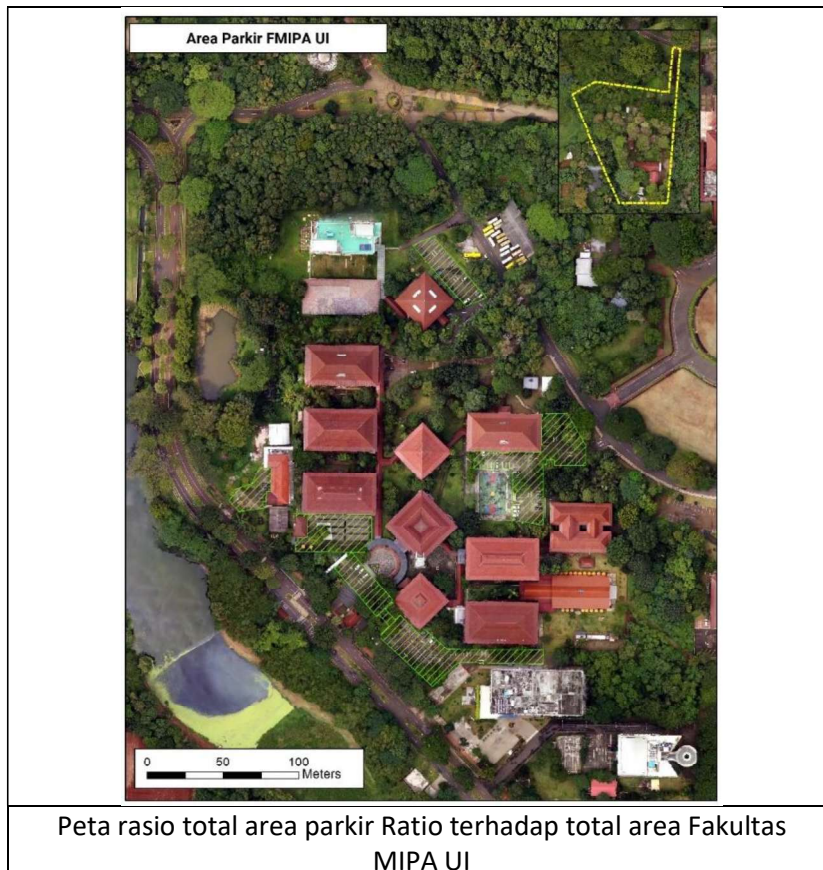 Area Parkir FMIPA UI
0 50 100
Meters
Peta rasio total area parkir Ratio terhadap total area Fakultas
MIPA UI